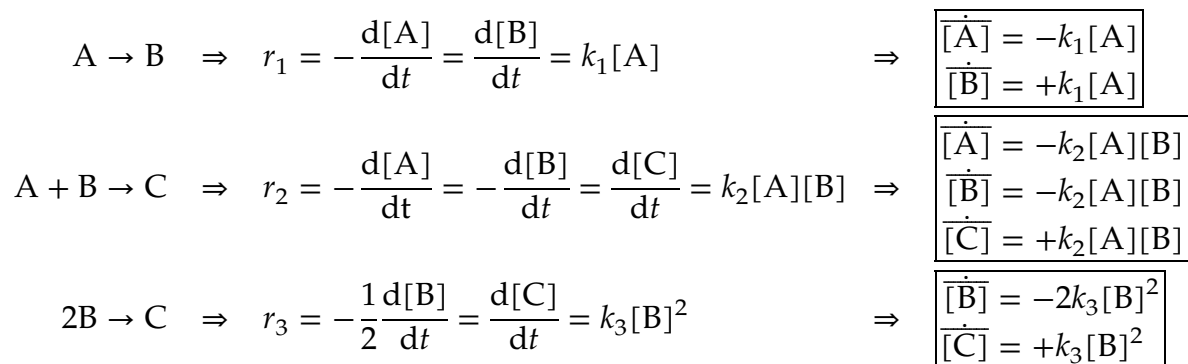 A → B ⇒ r₁ = −d[A]/dt = d[B]/dt = k₁[A] ⇒ [A]̇ = −k₁[A]
[B]̇ = +k₁[A]
A + B → C ⇒ r₂ = −d[A]/dt = −d[B]/dt = d[C]/dt = k₂[A][B] ⇒ [A]̇ = −k₂[A][B]
[B]̇ = −k₂[A][B]
[C]̇ = +k₂[A][B]
2B → C ⇒ r₃ = −1/2 d[B]/dt = d[C]/dt = k₃[B]² ⇒ [B]̇ = −2k₃[B]²
[C]̇ = +k₃[B]²